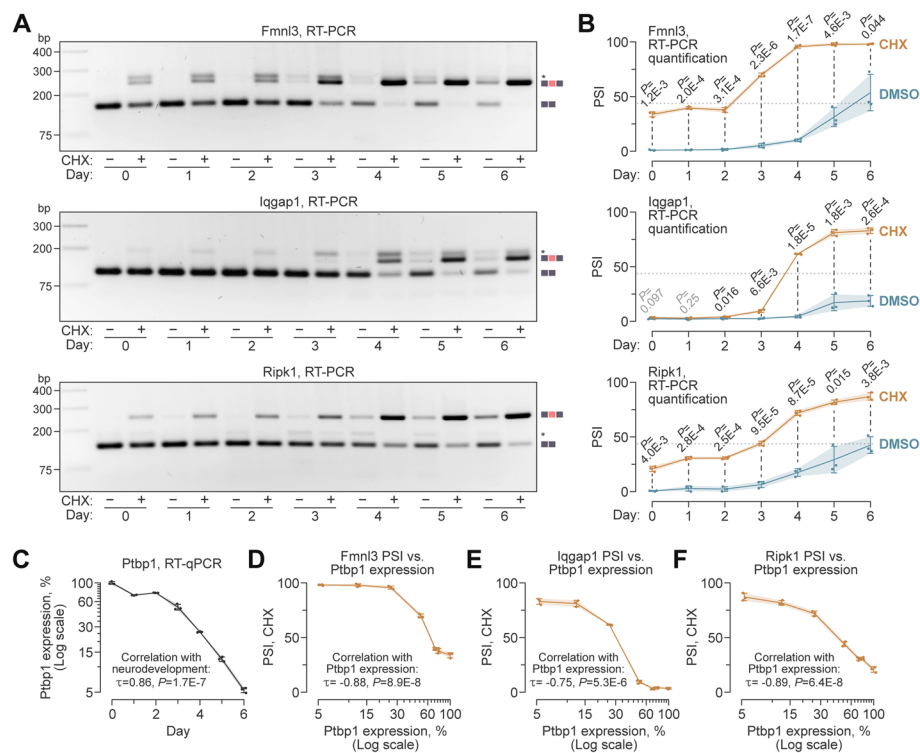 A
Fmnl3, RT-PCR
bp
400
300
200
75
*
CHX: – + – + – + – + – + – + – +
Day: 0 1 2 3 4 5 6
Iqgap1, RT-PCR
bp
300
200
*
100
CHX: – + – + – + – + – + – + – +
Day: 0 1 2 3 4 5 6
Ripk1, RT-PCR
bp
400
300
200
*
75
CHX: – + – + – + – + – + – + – +
Day: 0 1 2 3 4 5 6
B
Fmnl3,
RT-PCR
quantification
PSI
100
50
0
P=
1.2E-3
P=
2.0E-4
P=
3.1E-4
P=
2.3E-6
P=
1.7E-7
P=
4.6E-3
P=
0.044
CHX
DMSO
0 1 2 3 4 5 6
Iqgap1,
RT-PCR
quantification
PSI
100
50
0
P=
0.097
P=
0.25
P=
0.016
P=
6.6E-3
P=
1.8E-5
P=
1.8E-3
P=
2.6E-4
CHX
DMSO
0 1 2 3 4 5 6
Ripk1,
RT-PCR
quantification
PSI
100
50
0
P=
4.0E-3
P=
2.8E-4
P=
2.5E-4
P=
9.5E-5
P=
8.7E-5
P=
0.015
P=
3.8E-3
CHX
DMSO
0 1 2 3 4 5 6
C
Ptbp1, RT-qPCR
Ptbp1 expression, %
(Log scale)
100
60
30
15
5
Correlation with
neurodevelopment:
τ=0.86, P=1.7E-7
0 2 4 6
Day
D
Fmnl3 PSI vs.
Ptbp1 expression
PSI, CHX
100
50
0
Correlation with
Ptbp1 expression:
τ= -0.88, P=8.9E-8
5 15 30 60 100
Ptbp1 expression, %
(Log scale)
E
Iqgap1 PSI vs.
Ptbp1 expression
PSI, CHX
100
50
0
Correlation with
Ptbp1 expression:
τ= -0.75, P=5.3E-6
5 15 30 60 100
Ptbp1 expression, %
(Log scale)
F
Ripk1 PSI vs.
Ptbp1 expression
PSI, CHX
100
50
0
Correlation with
Ptbp1 expression:
τ= -0.89, P=6.4E-8
5 15 30 60 100
Ptbp1 expression, %
(Log scale)